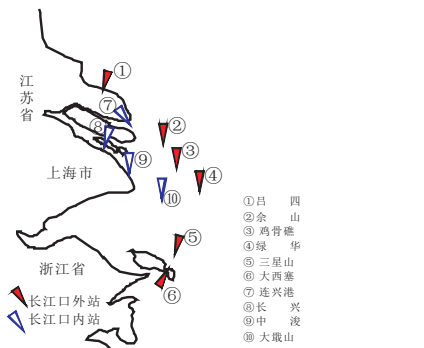 ①
江苏省
⑦
②
⑧
③
⑨
上海市
④
⑩
①吕 四
②佘 山
③ 鸡骨礁
④绿 华
⑤ 三星山
⑥ 大西寨
⑦ 连兴港
⑧长 兴
⑨中 浚
⑩ 大戢山
⑤
浙江省
⑥
长江口外站
长江口内站